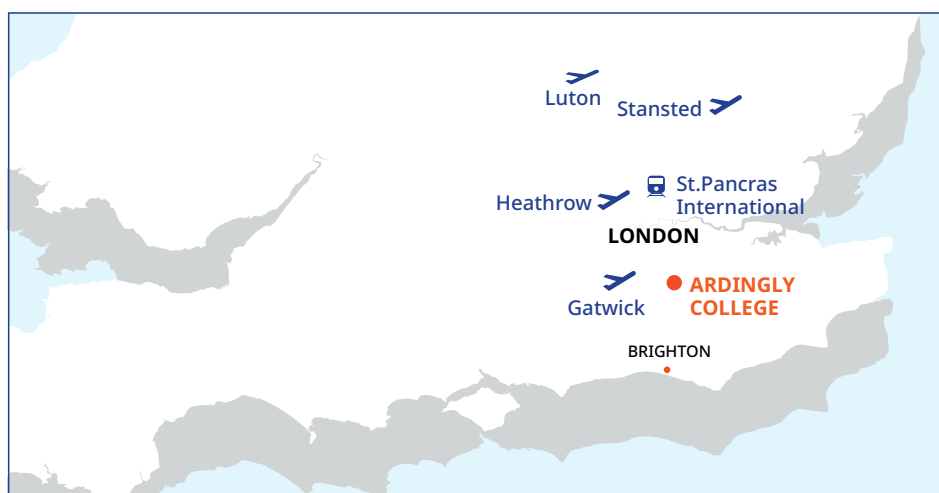 Luton
Stansted
St.Pancras
International
Heathrow
LONDON
ARDINGLY
COLLEGE
Gatwick
BRIGHTON